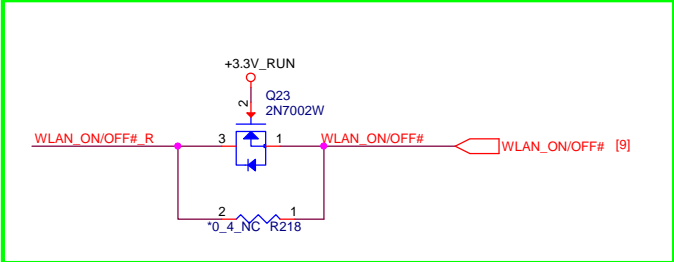 +3.3V_RUN
2
Q23
2N7002W
WLAN_ON/OFF#_R
3
1
WLAN_ON/OFF#
WLAN_ON/OFF# [9]
2
1
*0_4_NC R218